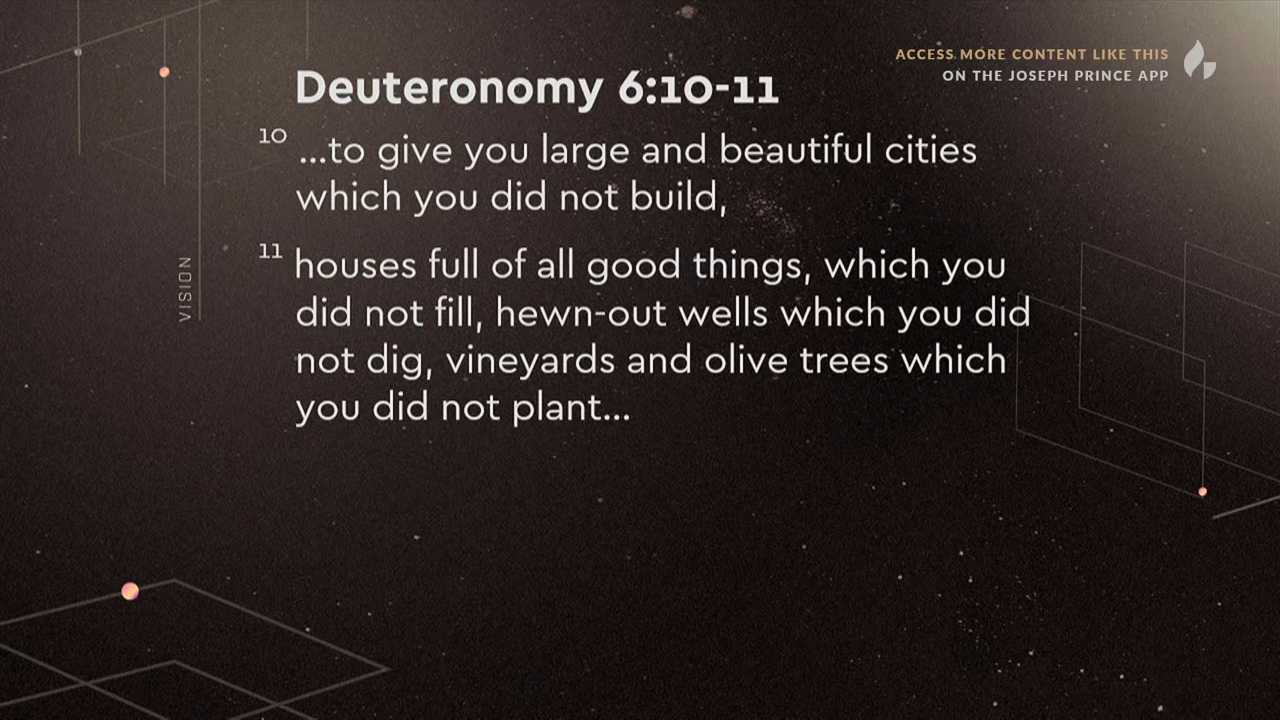 ACCESS MORE CONTENT LIKE THIS
ON THE JOSEPH PRINCE APP
Deuteronomy 6:10-11
10 ...to give you large and beautiful cities
which you did not build,
11 houses full of all good things, which you
did not fill, hewn-out wells which you did
not dig, vineyards and olive trees which
you did not plant...
VISION